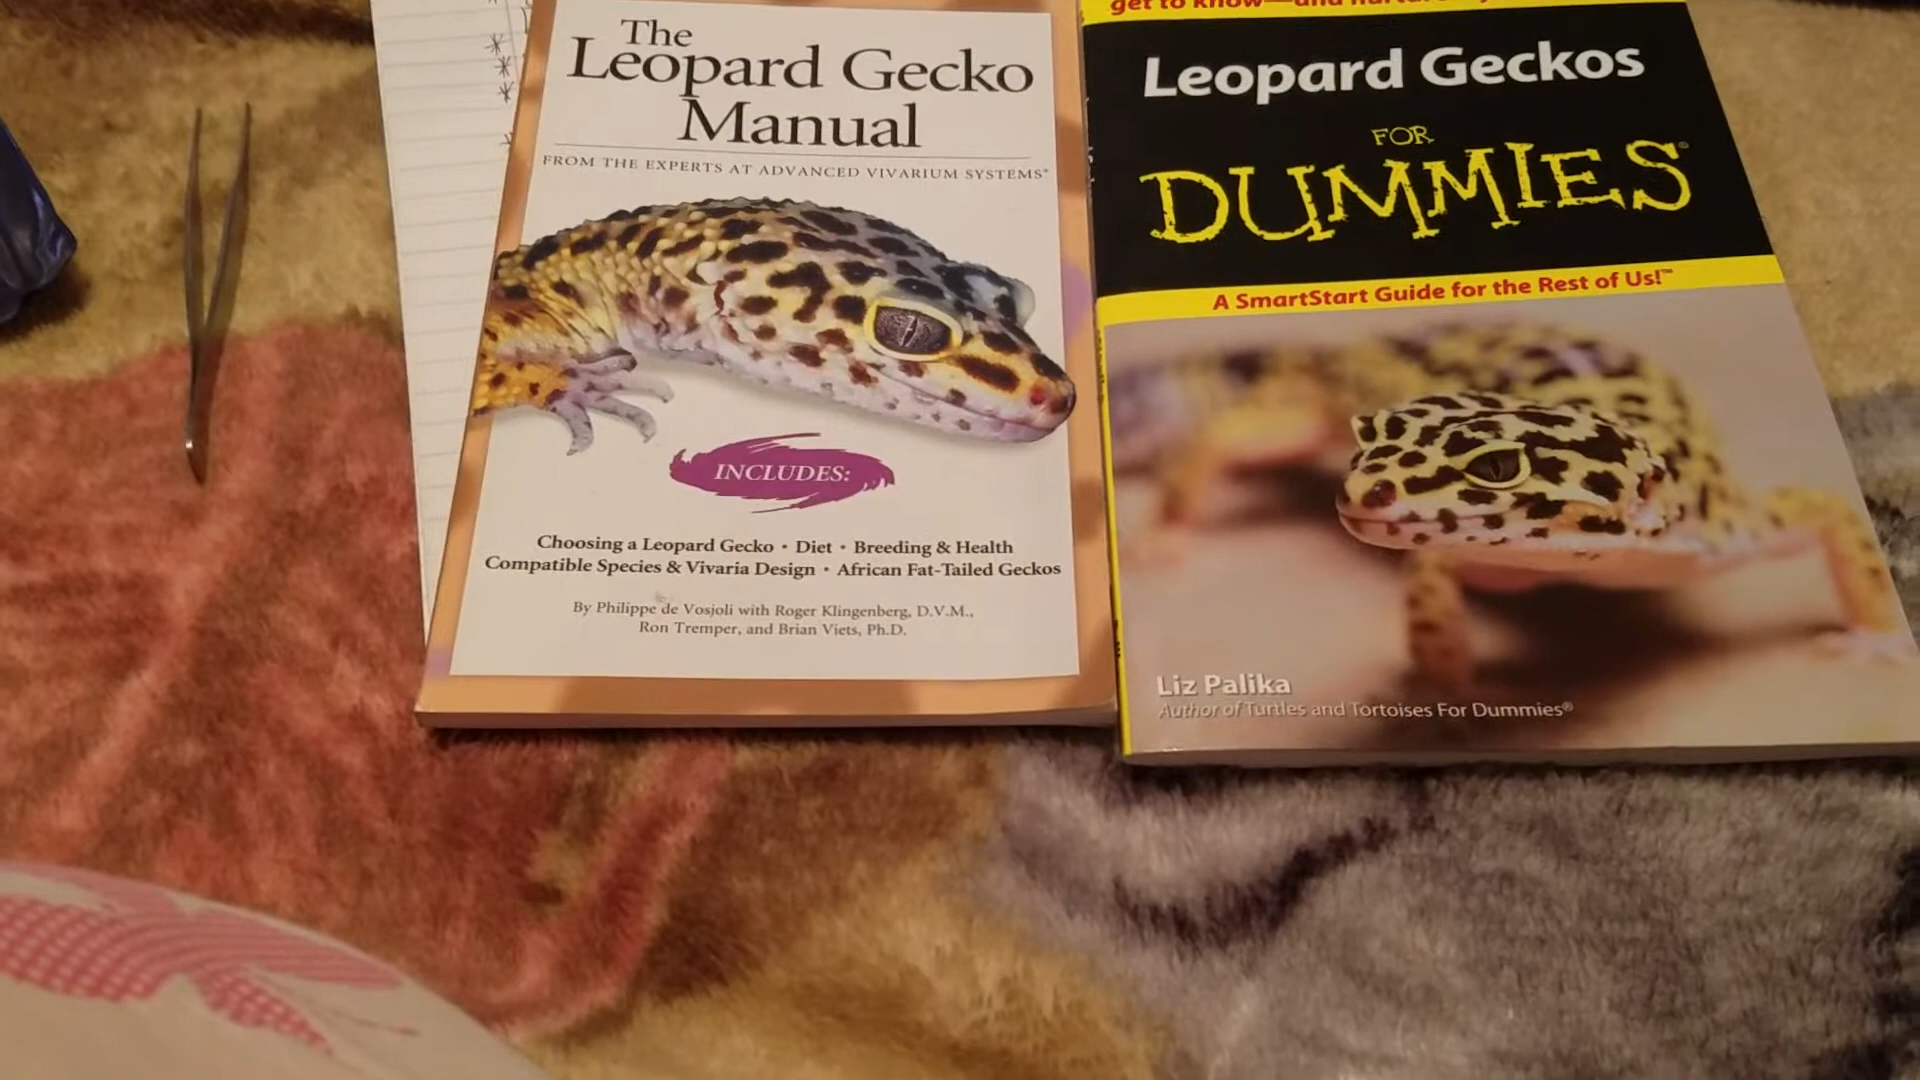 The
Leopard Gecko
Manual
FROM THE EXPERTS AT ADVANCED VIVARIUM SYSTEMS®
INCLUDES:
Choosing a Leopard Gecko • Diet • Breeding & Health
Compatible Species & Vivaria Design • African Fat-Tailed Geckos
By Philippe de Vosjoli with Roger Klingenberg, D.V.M.,
Ron Tremper, and Brian Viets, Ph.D.
get to know—and nurture
Leopard Geckos
FOR
DUMMIES®
A SmartStart Guide for the Rest of Us!™
Liz Palika
Author of Turtles and Tortoises For Dummies®